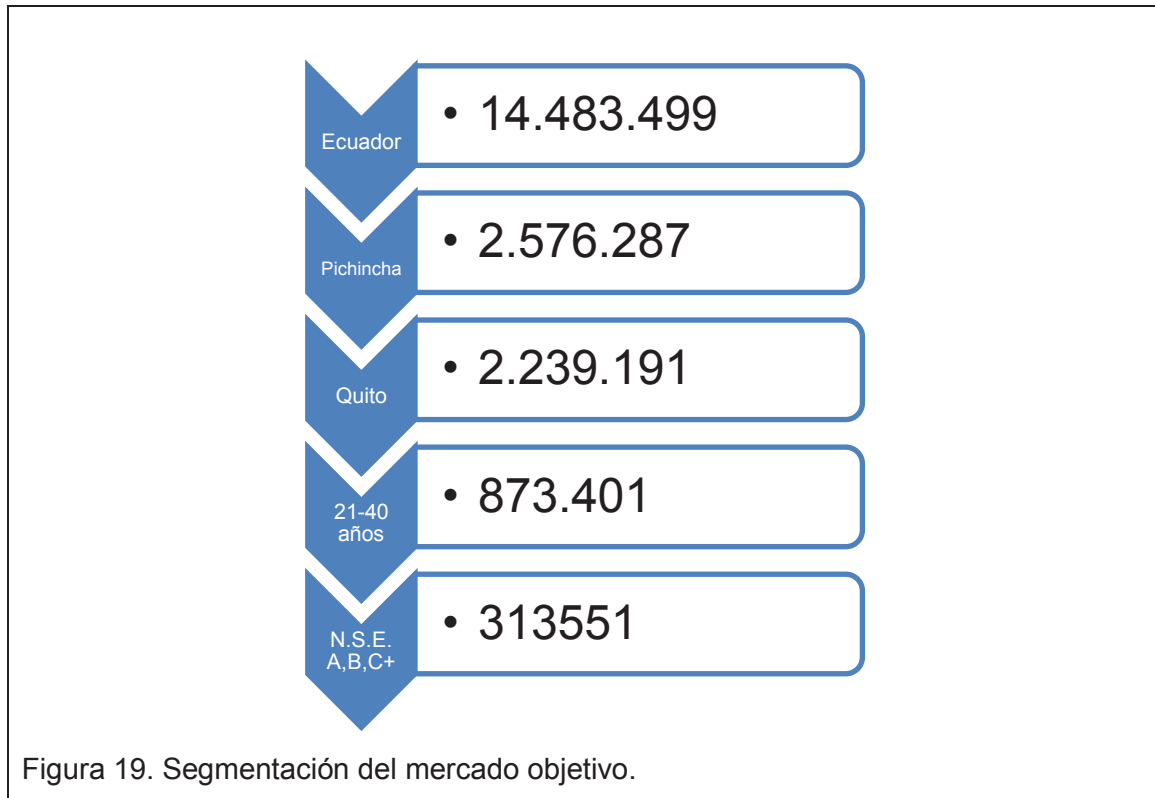 Ecuador
• 14.483.499
Pichincha
• 2.576.287
Quito
• 2.239.191
21-40
años
• 873.401
N.S.E.
A,B,C+
• 313551
Figura 19. Segmentación del mercado objetivo.